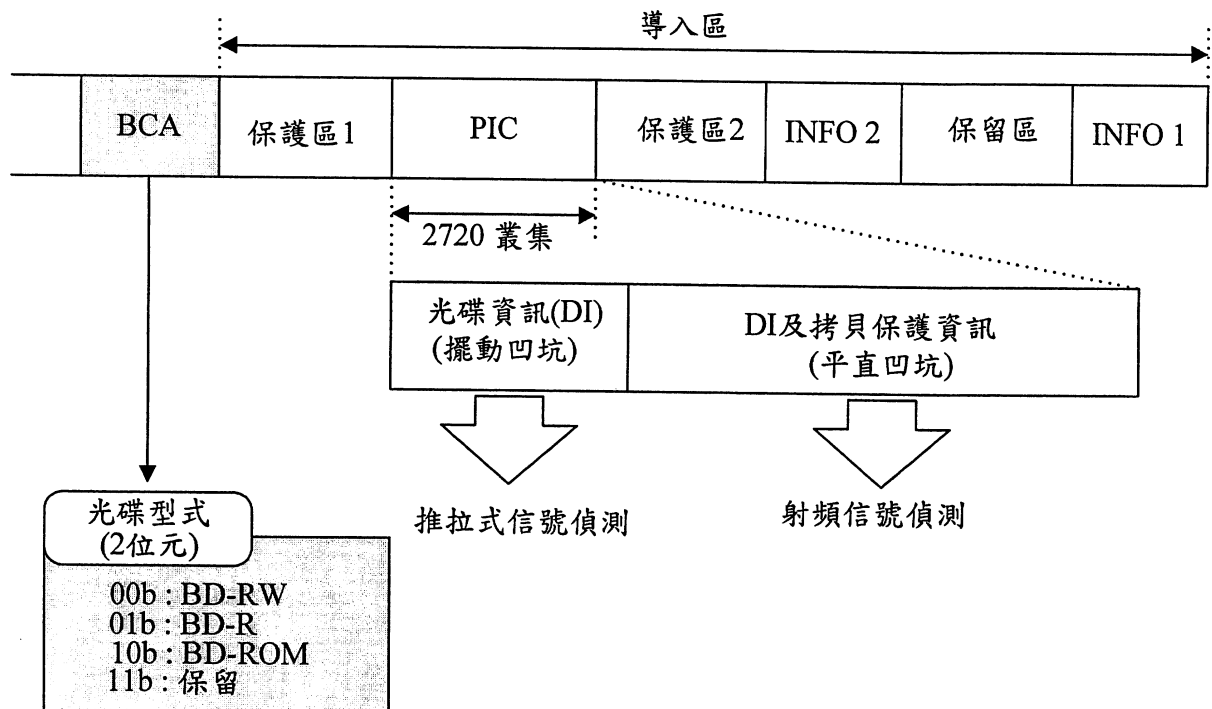 導入區
BCA
保護區1
PIC
保護區2
INFO 2
保留區
INFO 1
2720 叢集
光碟資訊(DI)
(擺動凹坑)
DI及拷貝保護資訊
(平直凹坑)
推拉式信號偵測
射頻信號偵測
光碟型式
(2位元)
00b : BD-RW
01b : BD-R
10b : BD-ROM
11b : 保留